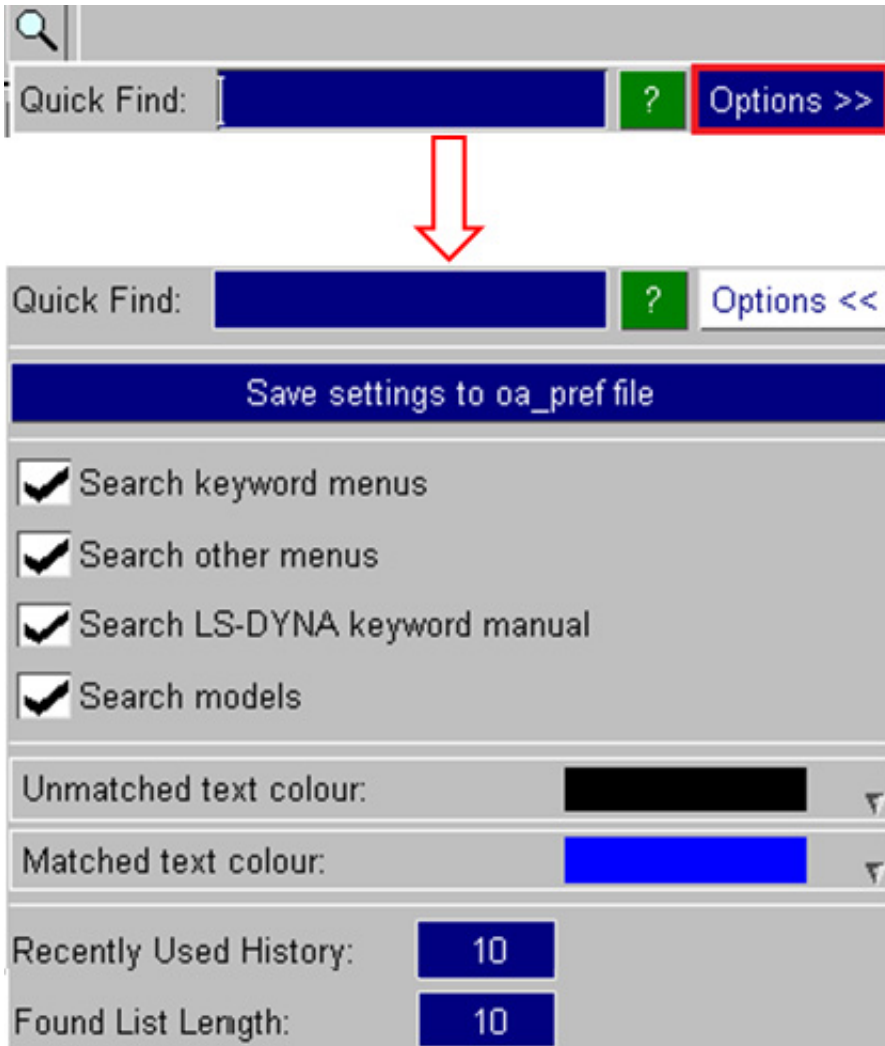 Quick Find: ? Options >>
Quick Find: ? Options <<
Save settings to oa_pref file
Search keyword menus
Search other menus
Search LS-DYNA keyword manual
Search models
Unmatched text colour:
Matched text colour:
Recently Used History: 10
Found List Length: 10